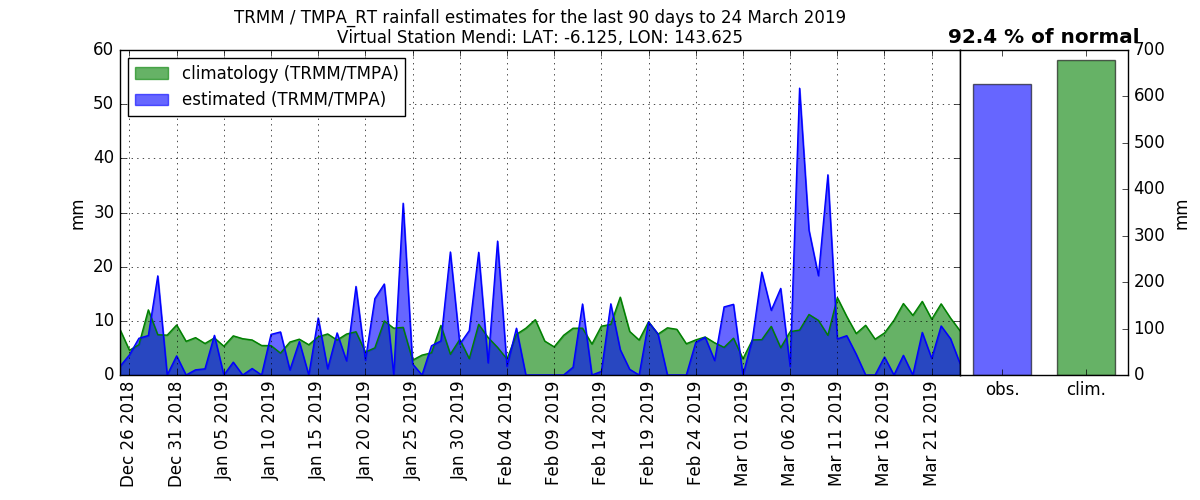 TRMM / TMPA_RT rainfall estimates for the last 90 days to 24 March 2019
Virtual Station Mendi: LAT: -6.125, LON: 143.625
92.4 % of normal
climatology (TRMM/TMPA)
estimated (TRMM/TMPA)
mm
60
50
40
30
20
10
0
Dec 26 2018
Dec 31 2018
Jan 05 2019
Jan 10 2019
Jan 15 2019
Jan 20 2019
Jan 25 2019
Jan 30 2019
Feb 04 2019
Feb 09 2019
Feb 14 2019
Feb 19 2019
Feb 24 2019
Mar 01 2019
Mar 06 2019
Mar 11 2019
Mar 16 2019
Mar 21 2019
700
600
500
400
300
200
100
0
mm
obs.
clim.